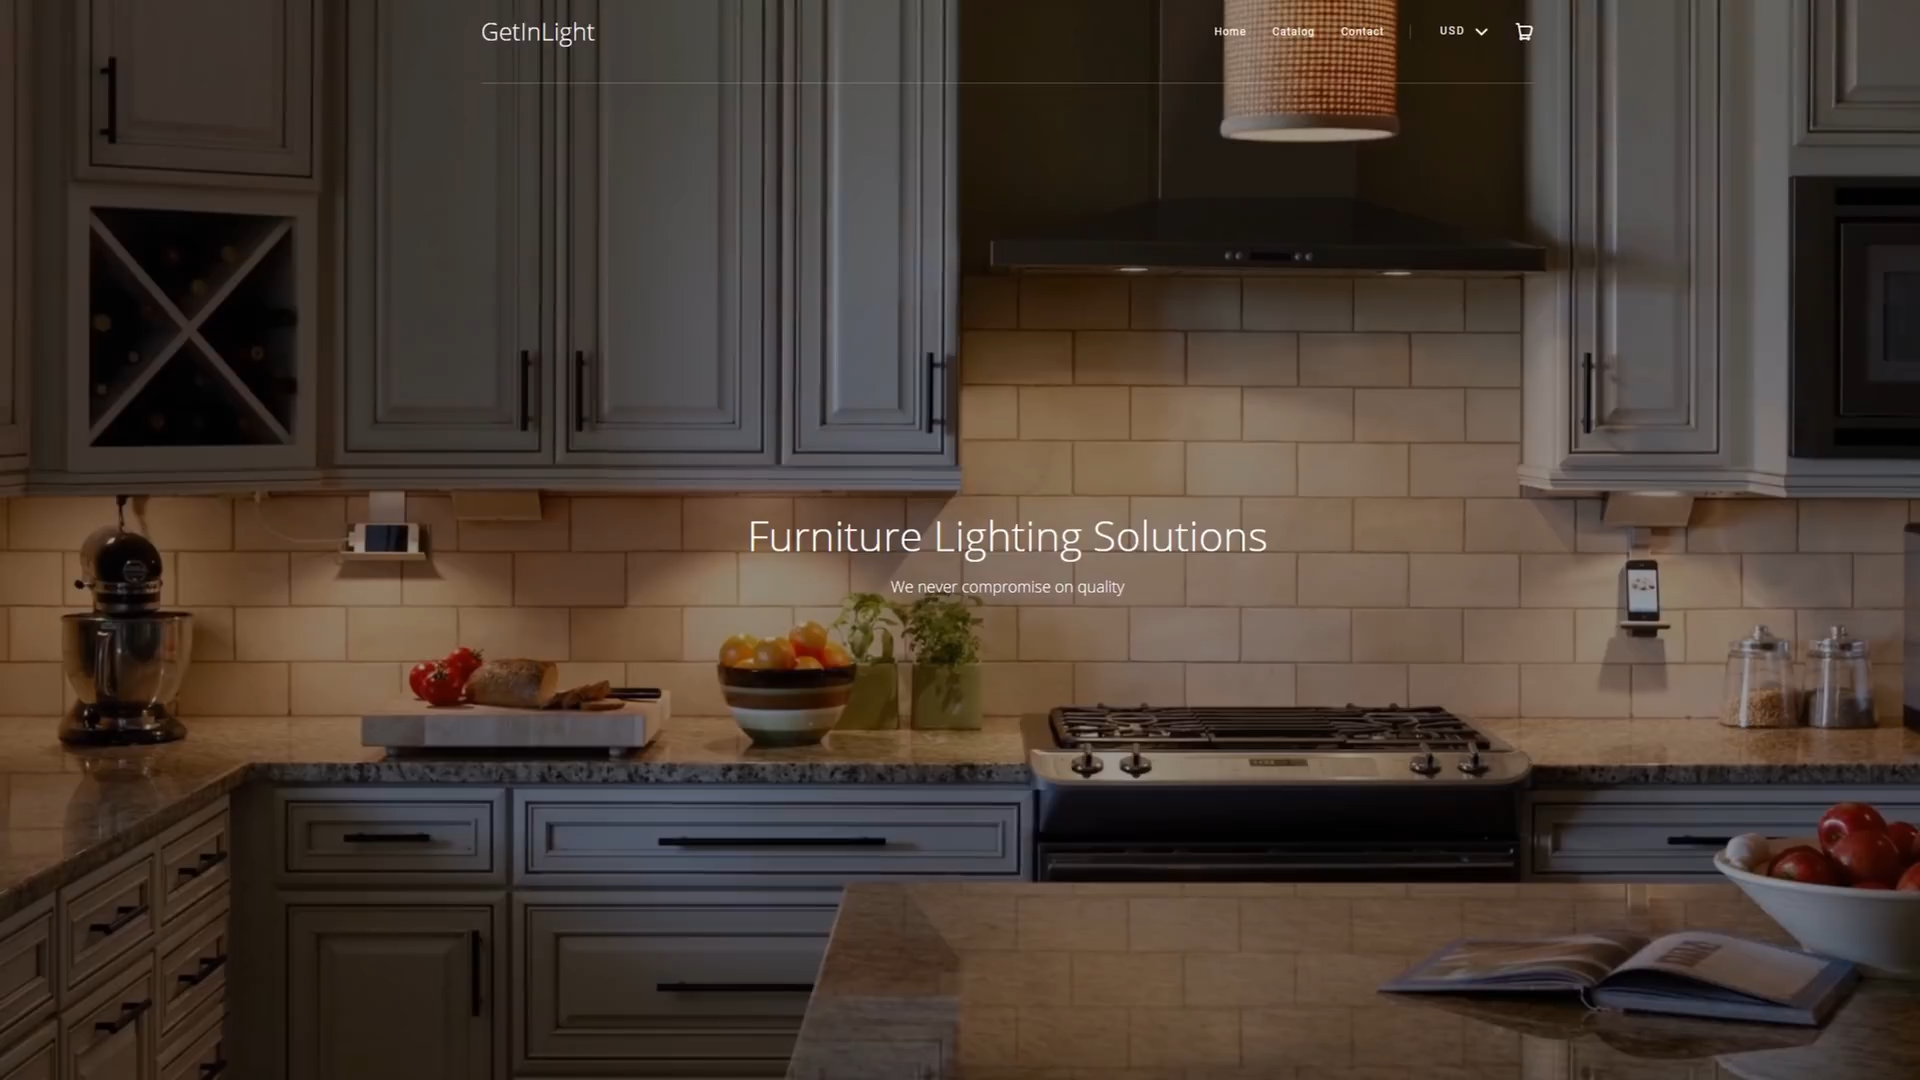 GetInLight
Home Catalog Contact USD
Furniture Lighting Solutions
We never compromise on quality